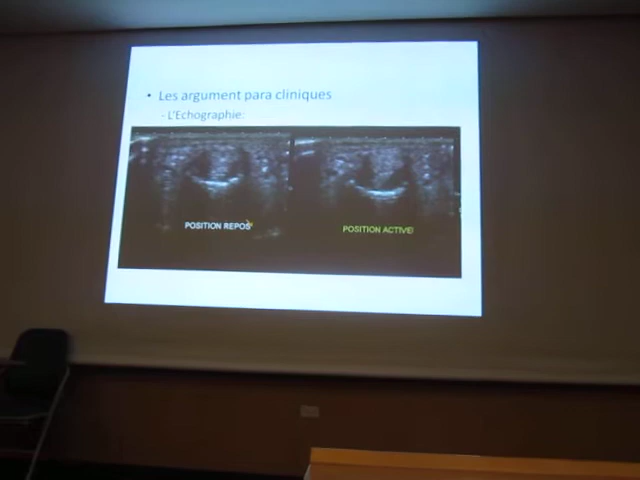 • Les argument para cliniques
- L'Echographie:
POSITION REPOS
POSITION ACTIVE